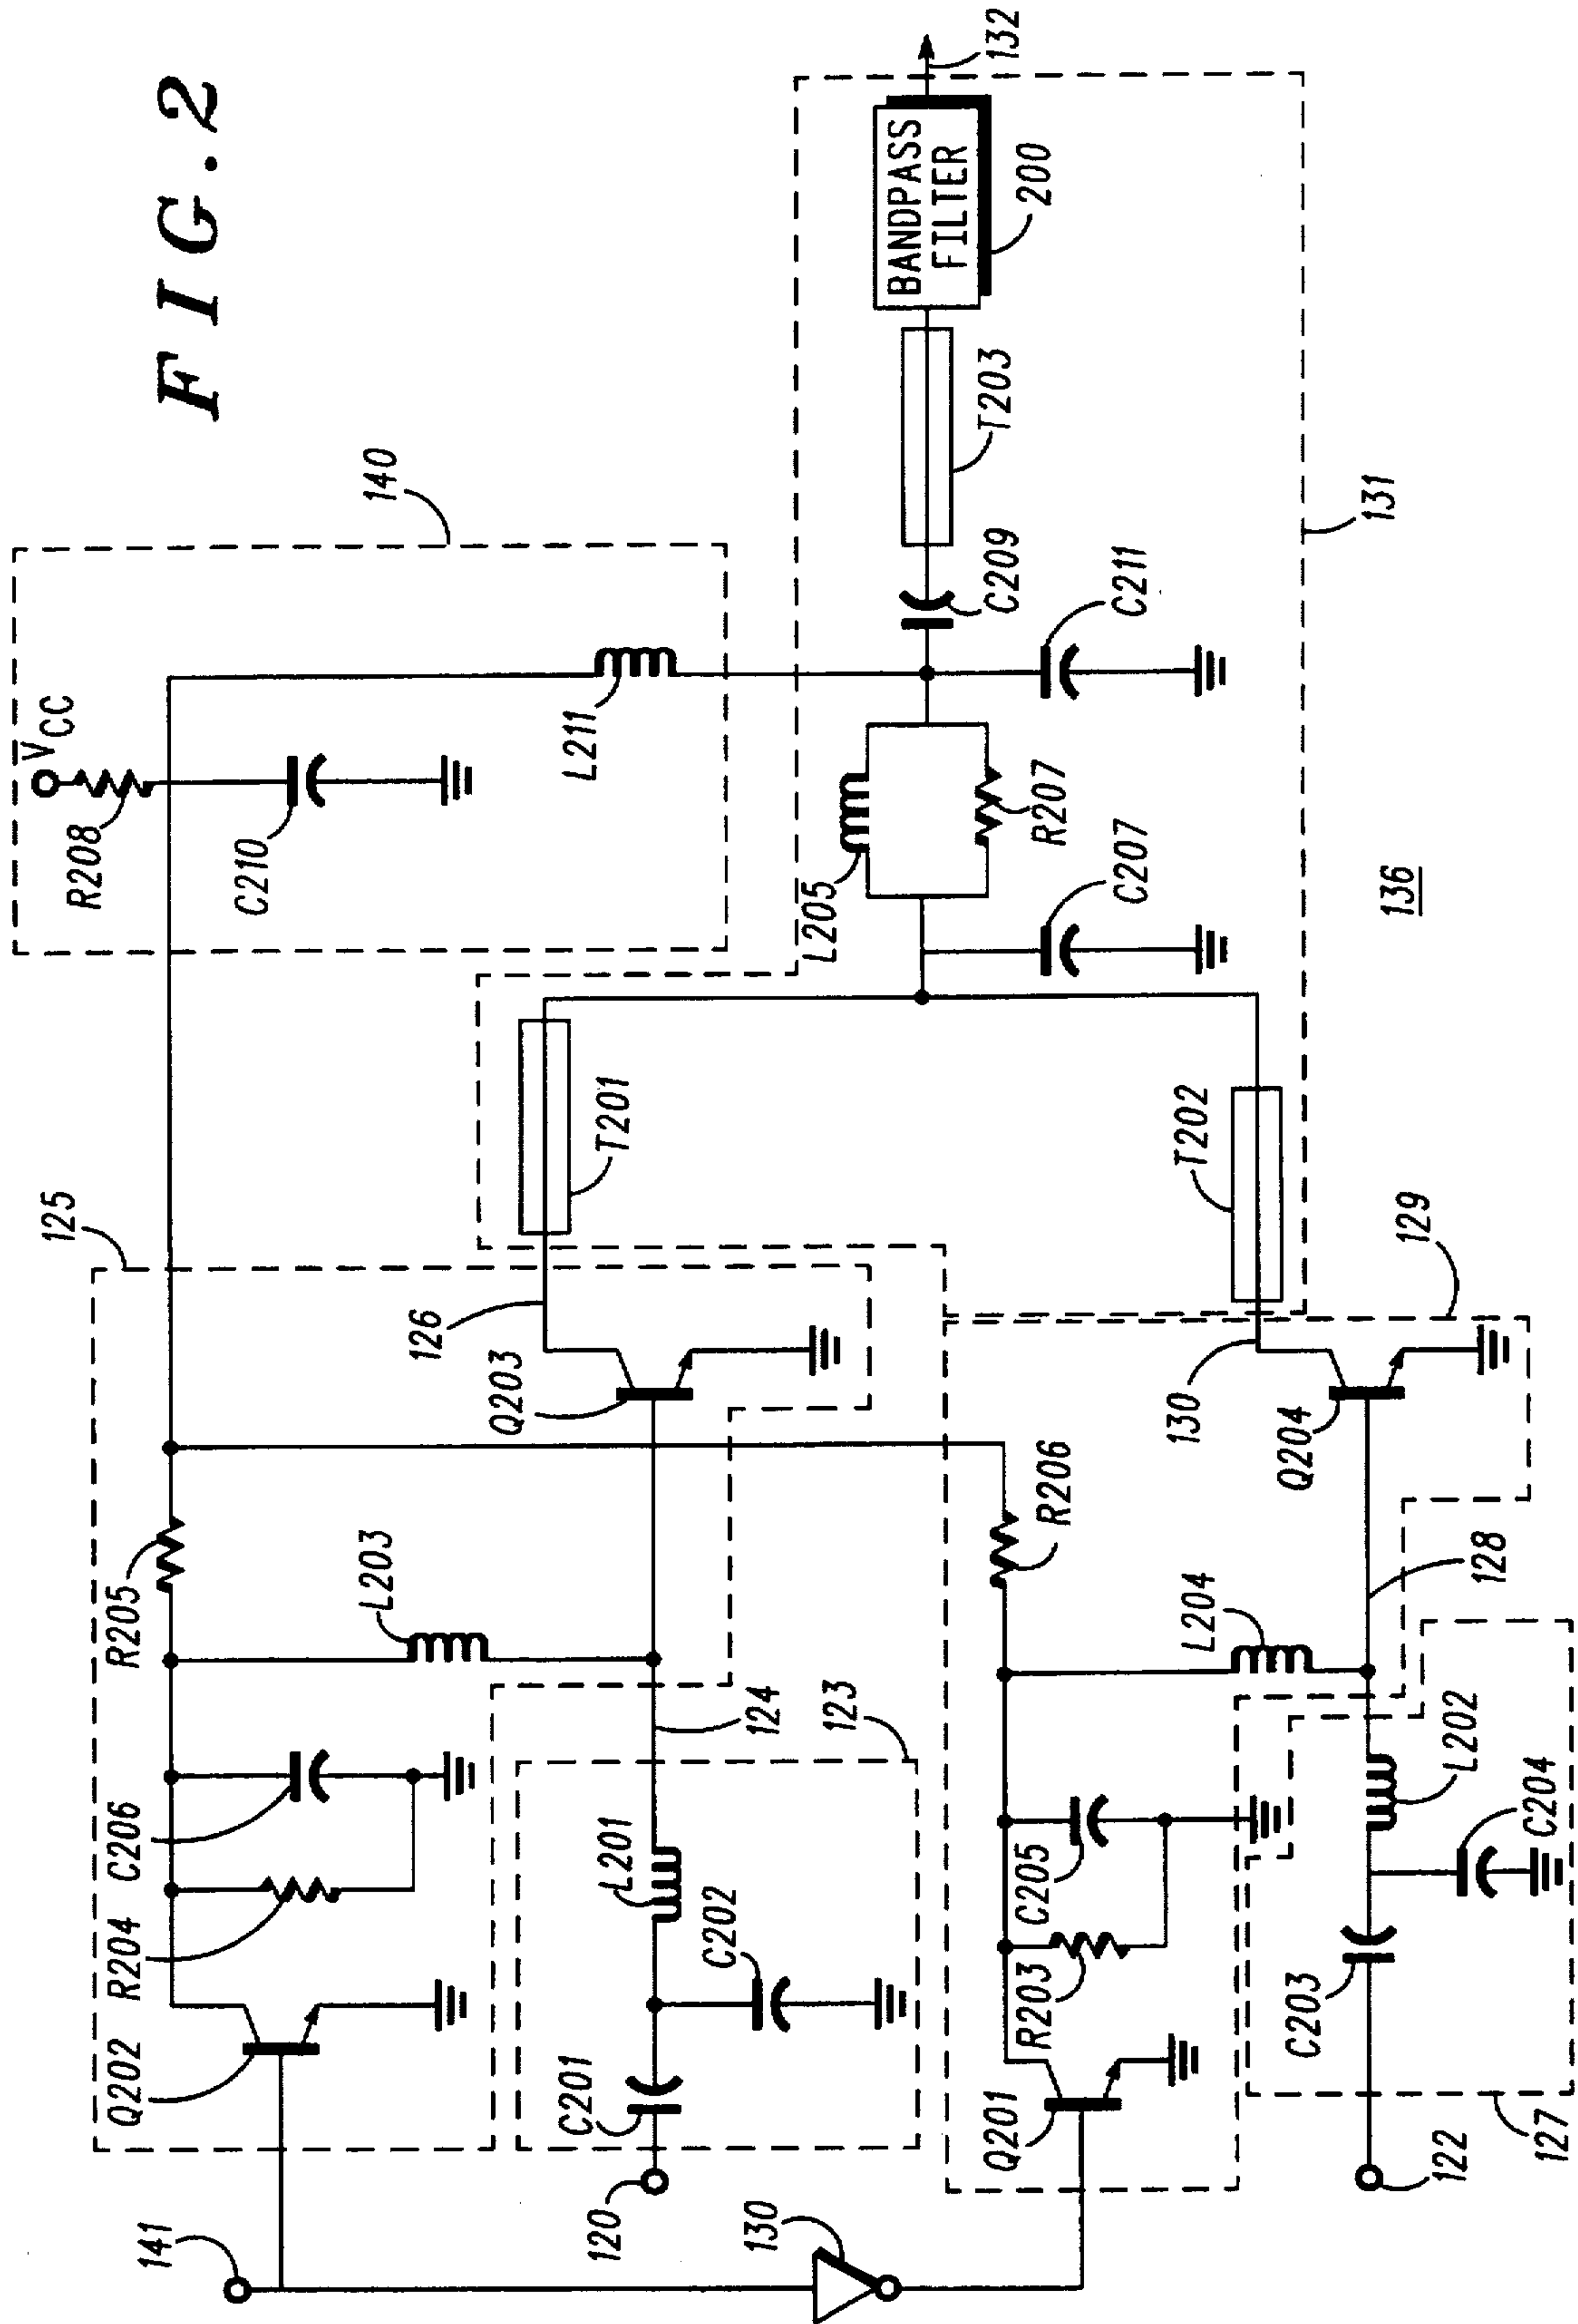 FIG.2
140
VCC
R208
C210
L211
125
R205
L203
C206
R204
Q202
126
Q203
T201
141
124
123
L201
C202
C201
120
L205
R207
C207
C209
C211
T203
BANDPASS
FILTER
200
132
131
136
R206
L204
C205
R203
Q201
130
T202
129
130
Q204
128
L202
C204
C203
127
122